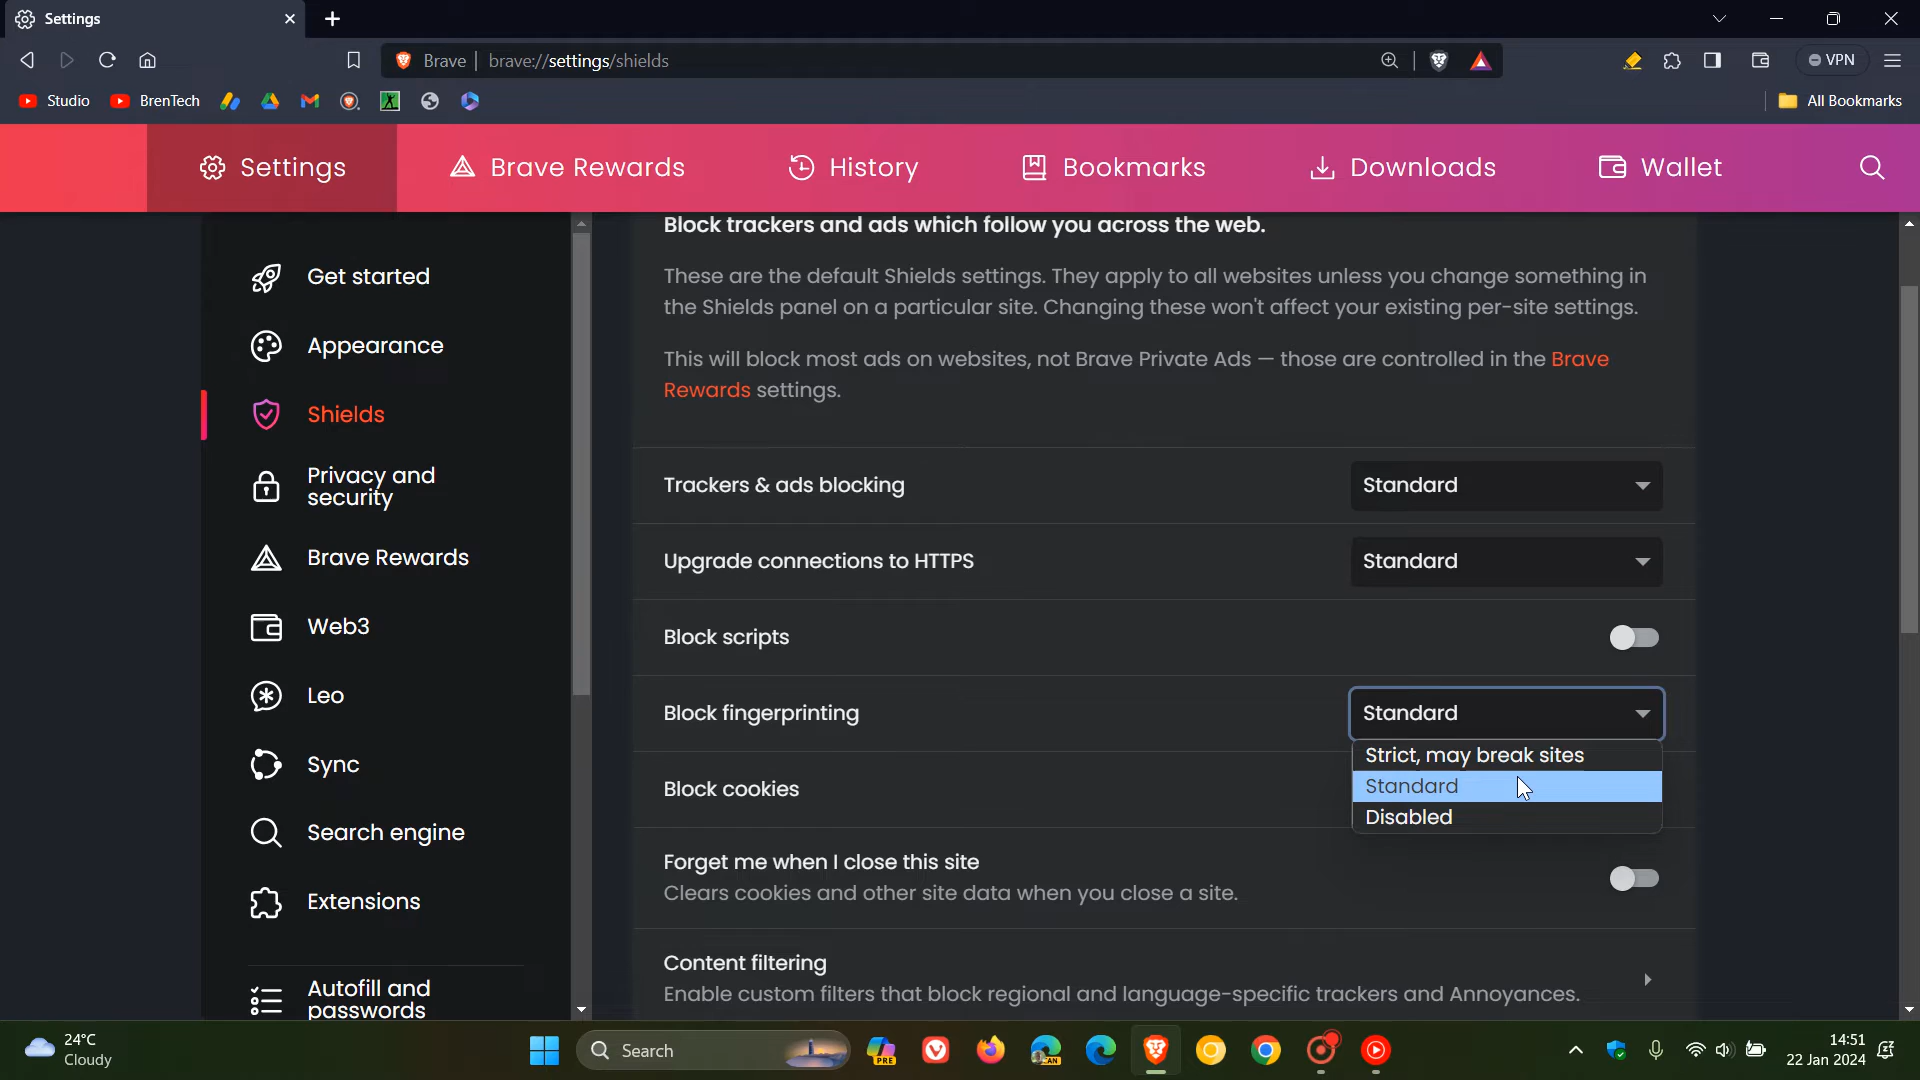 Settings
Brave
brave://settings/shields
VPN
Studio
BrenTech
All Bookmarks
Settings
Brave Rewards
History
Bookmarks
Downloads
Wallet
Get started
Appearance
Shields
Privacy and
security
Brave Rewards
Web3
Leo
Sync
Search engine
Extensions
Autofill and
passwords
Block trackers and ads which follow you across the web.
These are the default Shields settings. They apply to all websites unless you change something in
the Shields panel on a particular site. Changing these won't affect your existing per-site settings.
This will block most ads on websites, not Brave Private Ads — those are controlled in the Brave
Rewards settings.
Trackers & ads blocking
Standard
Upgrade connections to HTTPS
Standard
Block scripts
Block fingerprinting
Standard
Strict, may break sites
Standard
Disabled
Block cookies
Forget me when I close this site
Clears cookies and other site data when you close a site.
Content filtering
Enable custom filters that block regional and language-specific trackers and Annoyances.
24°C
Cloudy
Search
PRE
CAN
14:51
22 Jan 2024